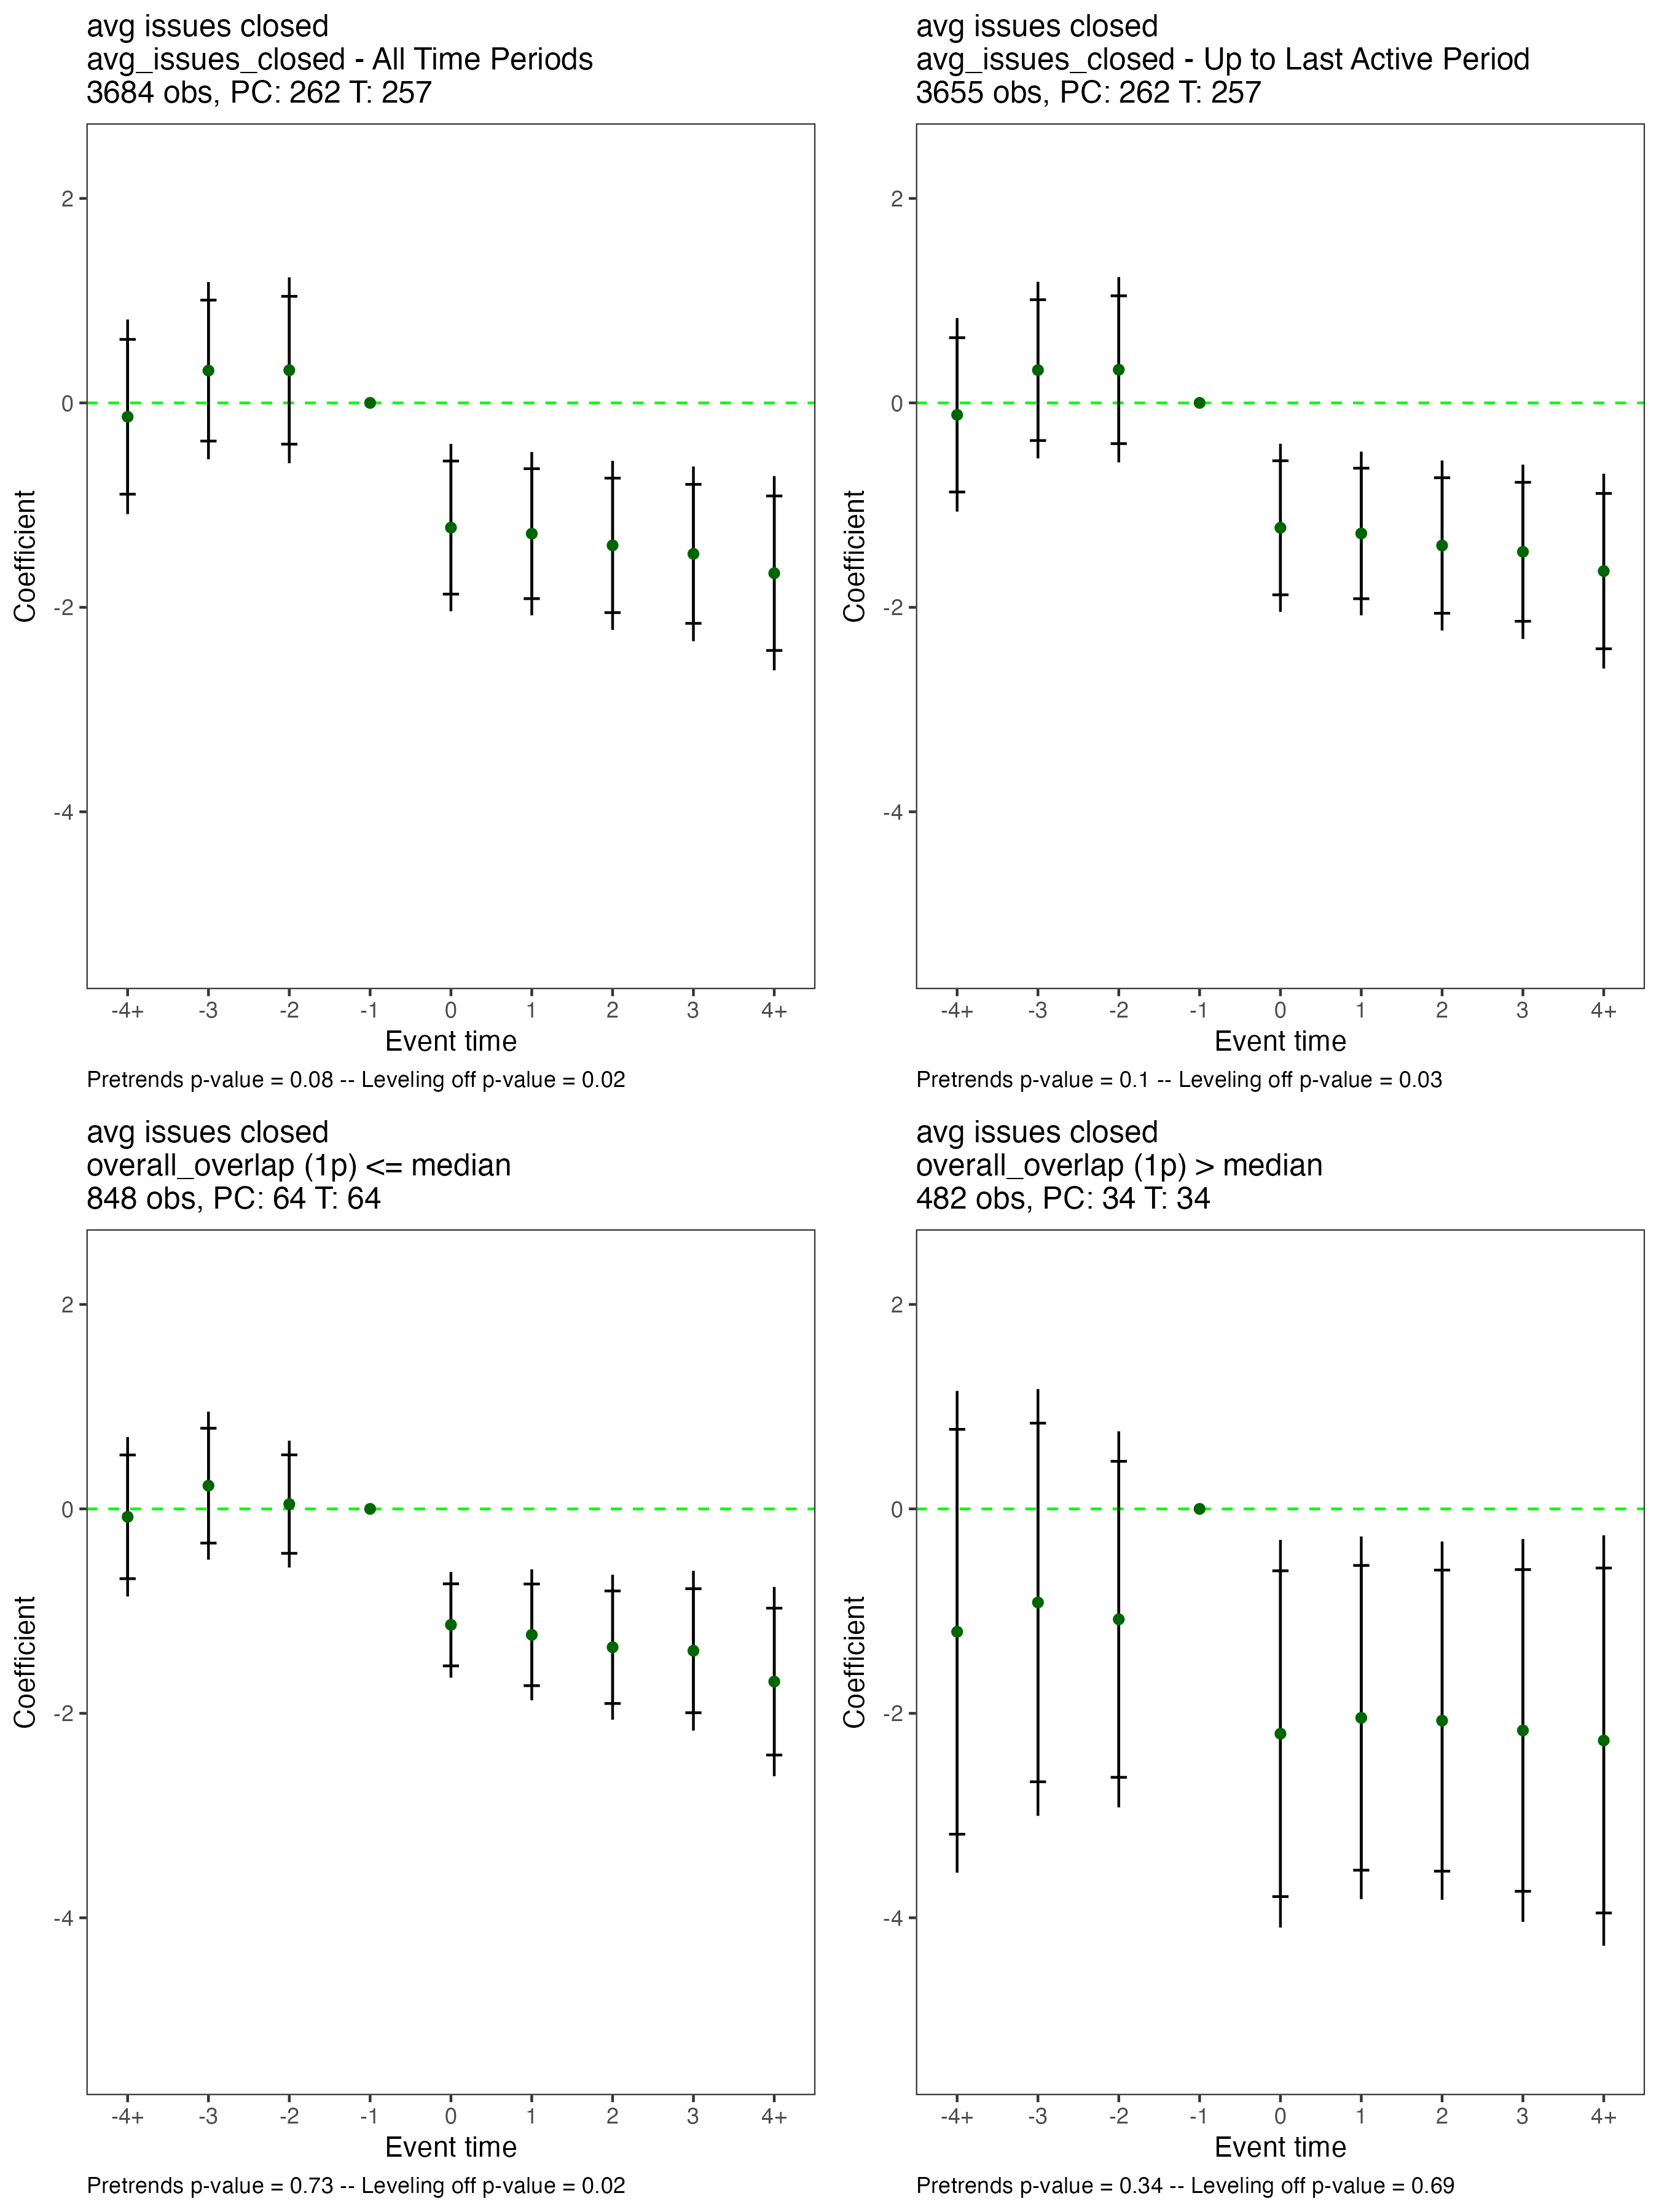 avg issues closed
avg_issues_closed - All Time Periods
3684 obs, PC: 262 T: 257
2
0
-2
-4
Coefficient
-4+ -3 -2 -1 0 1 2 3 4+
Event time
Pretrends p-value = 0.08 -- Leveling off p-value = 0.02
avg issues closed
avg_issues_closed - Up to Last Active Period
3655 obs, PC: 262 T: 257
2
0
-2
-4
Coefficient
-4+ -3 -2 -1 0 1 2 3 4+
Event time
Pretrends p-value = 0.1 -- Leveling off p-value = 0.03
avg issues closed
overall_overlap (1p) <= median
848 obs, PC: 64 T: 64
2
0
-2
-4
Coefficient
-4+ -3 -2 -1 0 1 2 3 4+
Event time
Pretrends p-value = 0.73 -- Leveling off p-value = 0.02
avg issues closed
overall_overlap (1p) > median
482 obs, PC: 34 T: 34
2
0
-2
-4
Coefficient
-4+ -3 -2 -1 0 1 2 3 4+
Event time
Pretrends p-value = 0.34 -- Leveling off p-value = 0.69